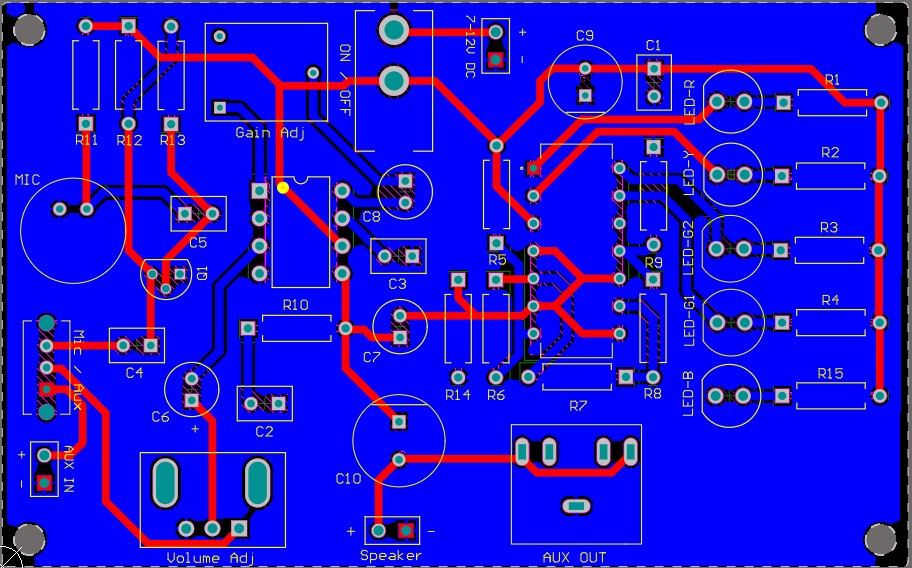 ON / OFF
7-12V DC
+
-
C9
C1
R1
LED-R
R11
R12
R13
Gain Adj
R2
MIC
C5
C8
R3
LED-G2
Q1
C3
R5
R9
R10
R4
LED-G1
Mic / Aux
C4
C7
R15
LED-B
R14
R6
R7
R8
C6
+
C2
AUX IN
+
-
C10
Volume Adj
+
-
Speaker
AUX OUT